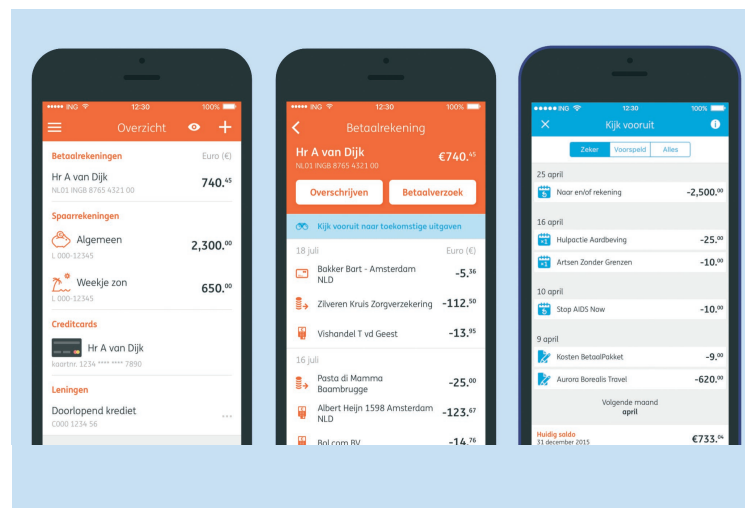 ING 12:30 100%
Overzicht
Betaalrekeningen Euro (€)
Hr A van Dijk
NL01 INGB 8765 4321 00
740.45
Spaarrekeningen
Algemeen
L 000-12345
2,300.00
Weekje zon
L 000-12345
650.00
Creditcards
Hr A van Dijk
kaartnr. 1234 **** **** 7890
Leningen
Doorlopend krediet
C000 1234 56
...
ING 12:30 100%
Betaalrekening
Hr A van Dijk
NL01 INGB 8765 4321 00
€740.45
Overschrijven Betaalverzoek
Kijk vooruit naar toekomstige uitgaven
18 juli Euro (€)
Bakker Bart - Amsterdam
NLD
-5.36
Zilveren Kruis Zorgverzekering -112.50
Vishandel T vd Geest -13.95
16 juli
Pasta di Mamma
Baambrugge
-25.00
Albert Heijn 1598 Amsterdam
NLD
-123.67
Bol.com BV -14.76
ING 12:30 100%
Kijk vooruit
Zeker Voorspeld Alles
25 april
Naar en/of rekening -2,500.00
16 april
Hulpactie Aardbeving -25.00
Artsen Zonder Grenzen -10.00
10 april
Stop AIDS Now -10.00
9 april
Kosten BetaalPakket -9.00
Aurora Borealis Travel -620.00
Volgende maand
april
Huidig saldo
31 december 2015
€733.04